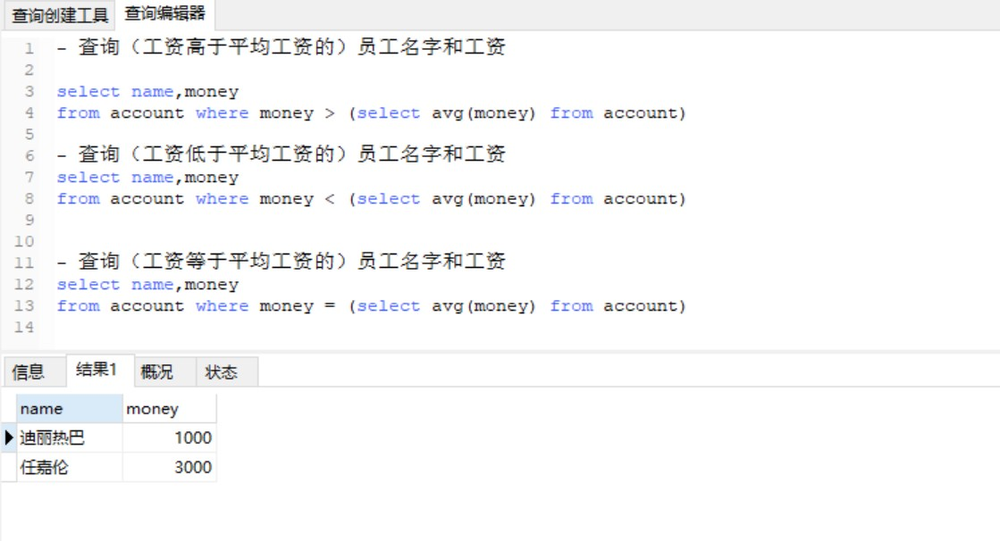 查询创建工具 查询编辑器
1 - 查询（工资高于平均工资的）员工名字和工资
2
3 select name,money
4 from account where money > (select avg(money) from account)
5
6 - 查询（工资低于平均工资的）员工名字和工资
7 select name,money
8 from account where money < (select avg(money) from account)
9
10
11 - 查询（工资等于平均工资的）员工名字和工资
12 select name,money
13 from account where money = (select avg(money) from account)
14
信息 结果1 概况 状态
name money
迪丽热巴 1000
任嘉伦 3000